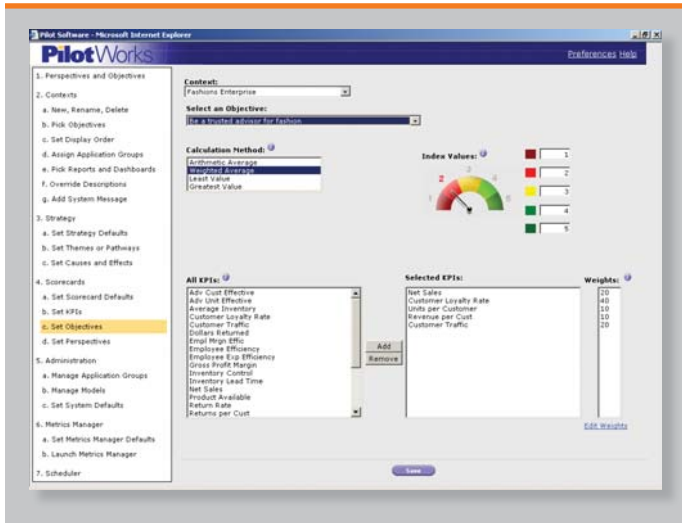 Pilot Software - Microsoft Internet Explorer
PilotWorks
Preferences Help
1. Perspectives and Objectives
2. Contexts
a. New, Rename, Delete
b. Pick Objectives
c. Set Display Order
d. Assign Application Groups
e. Pick Reports and Dashboards
f. Override Descriptions
g. Add System Message
3. Strategy
a. Set Strategy Defaults
b. Set Themes or Pathways
c. Set Causes and Effects
4. Scorecards
a. Set Scorecard Defaults
b. Set KPIs
c. Set Objectives
d. Set Perspectives
5. Administration
a. Manage Application Groups
b. Manage Models
c. Set System Defaults
6. Metrics Manager
a. Set Metrics Manager Defaults
b. Launch Metrics Manager
7. Scheduler
Context:
Fashions Enterprise
Select an Objective:
Be a trusted advisor for fashion
Calculation Method:
Arithmetic Average
Weighted Average
Least Value
Greatest Value
Index Values:
1
2
3
4
5
1
2
3
4
5
All KPIs:
Adv Cust Effective
Adv Unit Effective
Average Inventory
Customer Loyalty Rate
Customer Traffic
Dollars Returned
Empl Mrgn Effic
Employee Efficiency
Employee Exp Efficiency
Gross Profit Margin
Inventory Control
Inventory Lead Time
Net Sales
Product Available
Return Rate
Returns per Cust
Add
Remove
Selected KPIs:
Net Sales
Customer Loyalty Rate
Units per Customer
Revenue per Cust
Customer Traffic
Weights:
20
40
10
10
20
Edit Weights
Save